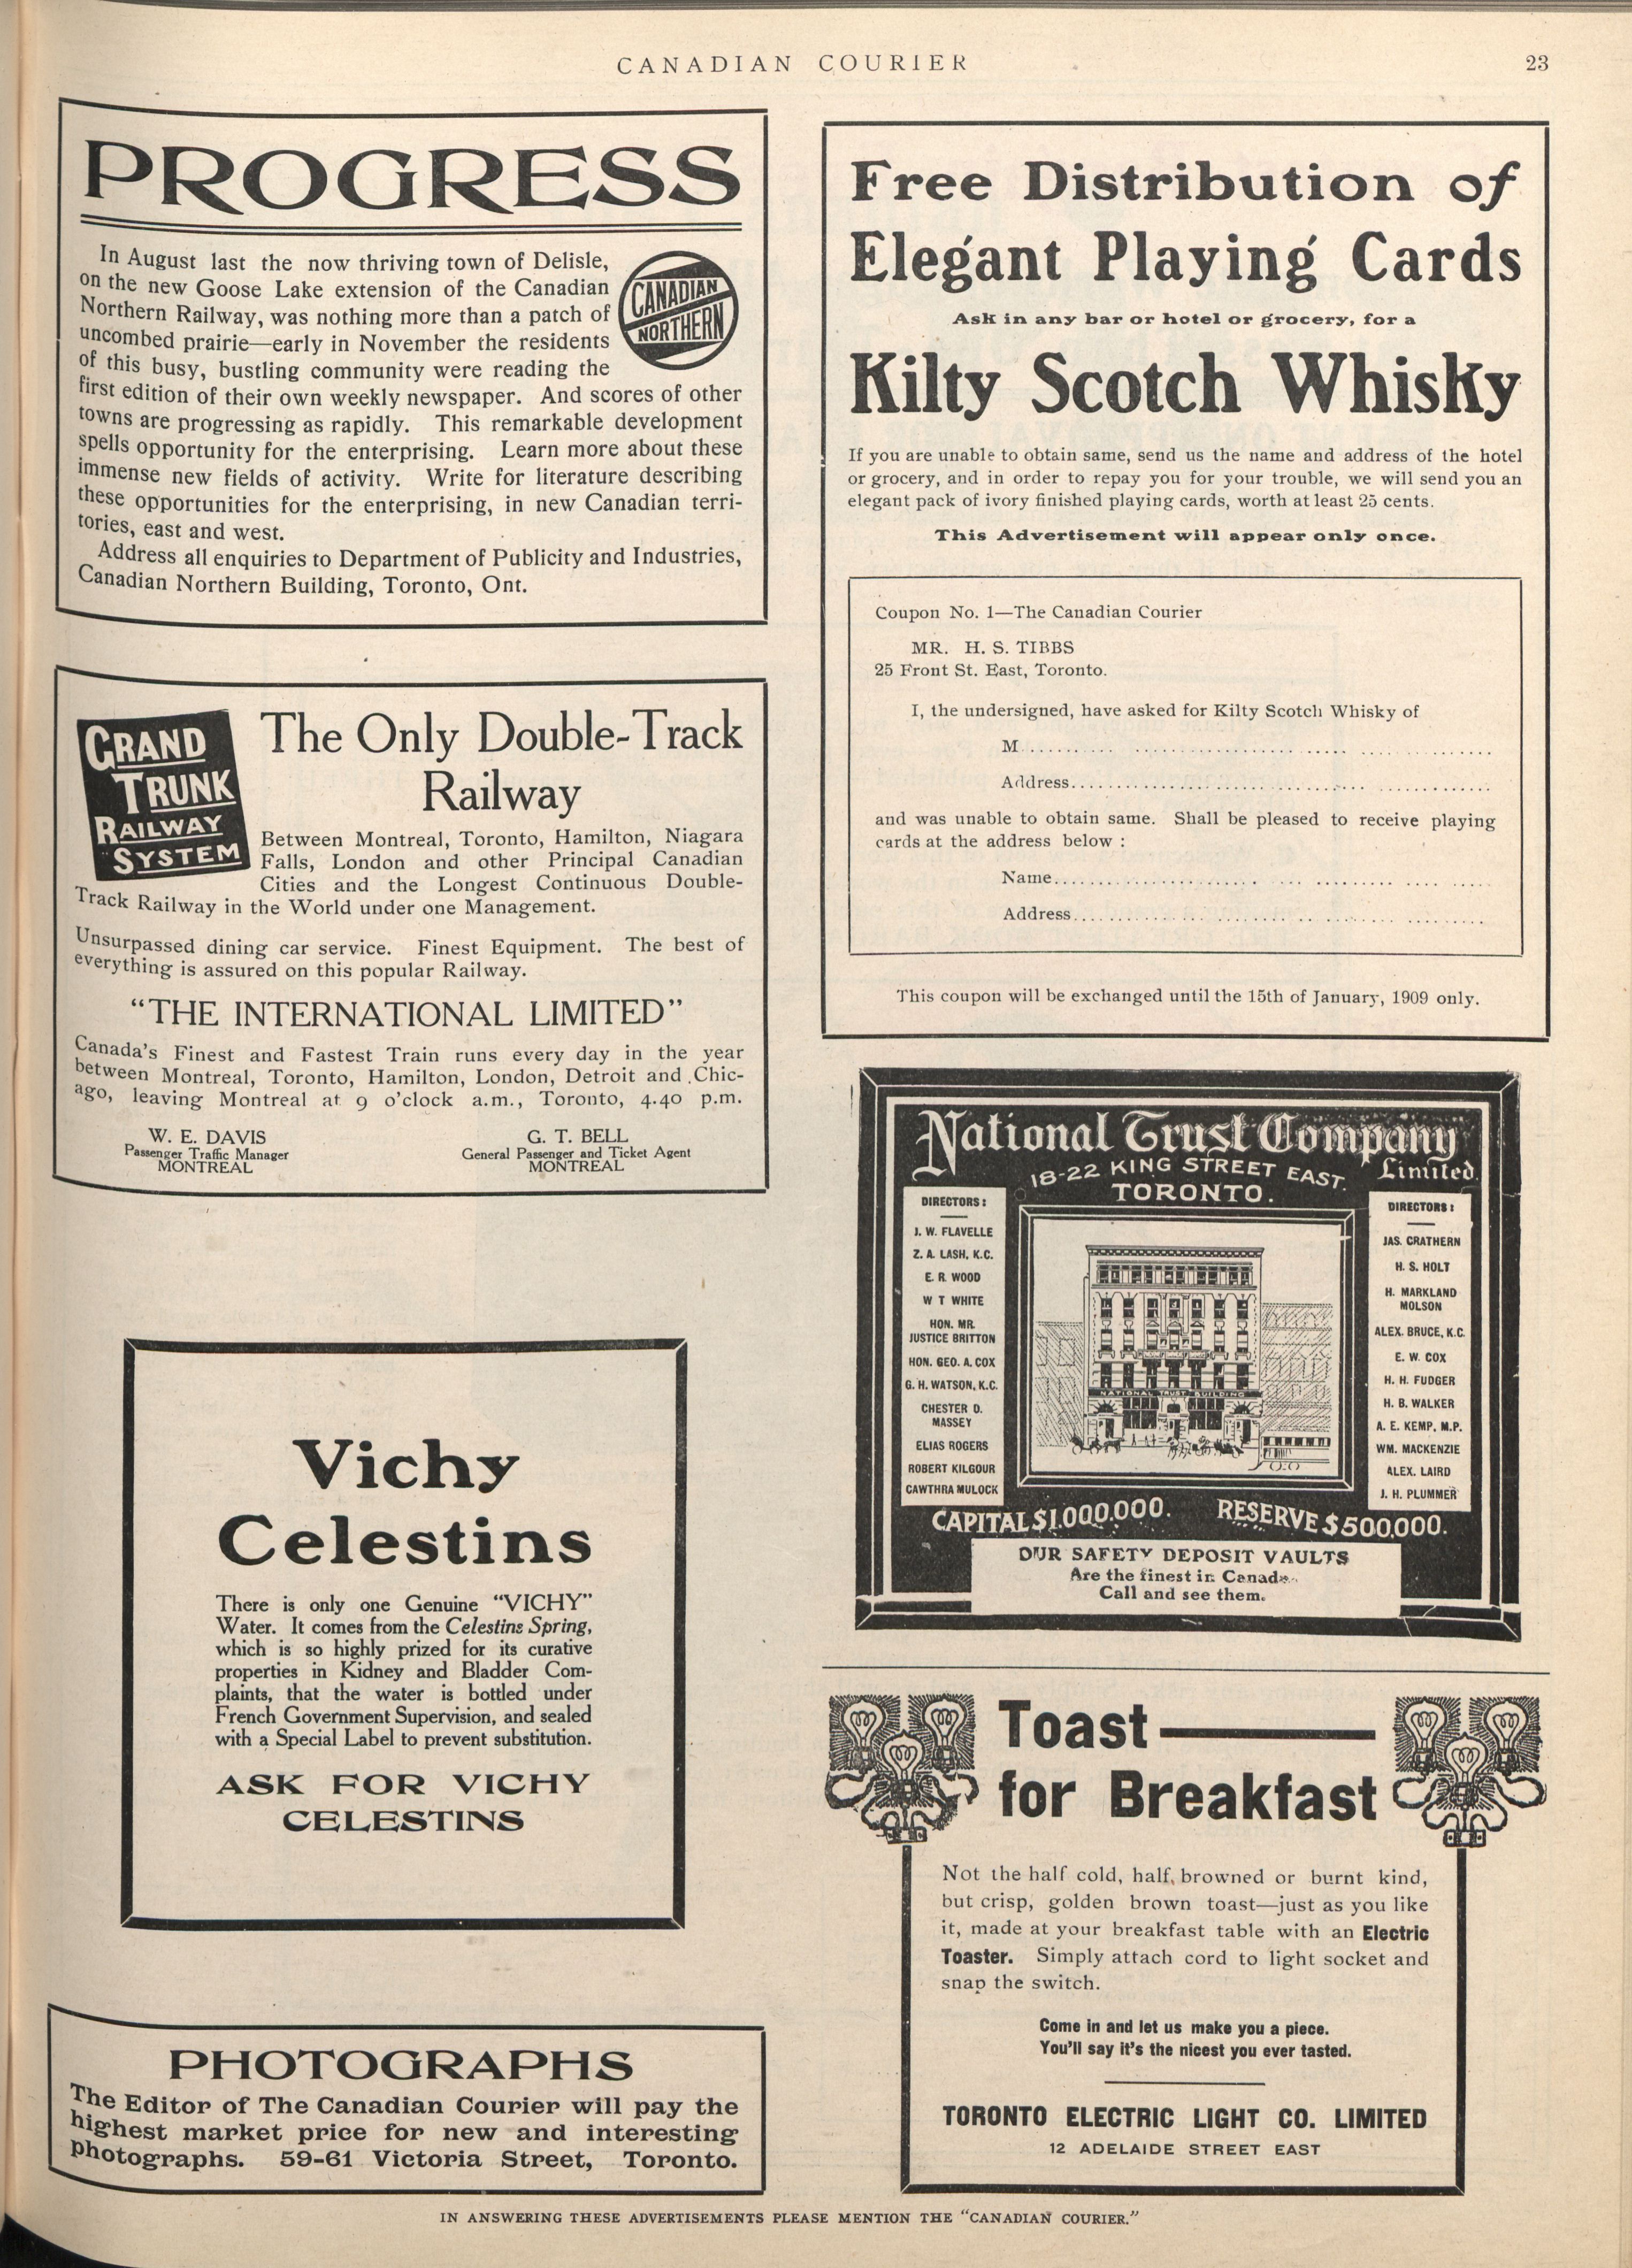 CANADIAN COURIER
23
PROGRESS
In August last the now thriving town of Delisle,
on the new Goose Lake extension of the Canadian
Northern Railway, was nothing more than a patch of
uncombed prairie—early in November the residents
of this busy, bustling community were reading the
first edition of their own weekly newspaper. And scores of other
towns are progressing as rapidly. This remarkable development
spells opportunity for the enterprising. Learn more about these
immense new fields of activity. Write for literature describing
these opportunities for the enterprising, in new Canadian terri-
tories, east and west.
Address all enquiries to Department of Publicity and Industries,
Canadian Northern Building, Toronto, Ont.
CANADIAN
NORTHERN
GRAND
TRUNK
RAILWAY
SYSTEM
The Only Double-Track
Railway
Between Montreal, Toronto, Hamilton, Niagara
Falls, London and other Principal Canadian
Cities and the Longest Continuous Double-
Track Railway in the World under one Management.
Unsurpassed dining car service. Finest Equipment. The best of
everything is assured on this popular Railway.
"THE INTERNATIONAL LIMITED"
Canada's Finest and Fastest Train runs every day in the year
between Montreal, Toronto, Hamilton, London, Detroit and Chic-
ago, leaving Montreal at 9 o'clock a.m., Toronto, 4.40 p.m.
W. E. DAVIS
Passenger Traffic Manager
MONTREAL
G. T. BELL
General Passenger and Ticket Agent
MONTREAL
Vichy
Celestins
There is only one Genuine "VICHY"
Water. It comes from the Celestins Spring,
which is so highly prized for its curative
properties in Kidney and Bladder Com-
plaints, that the water is bottled under
French Government Supervision, and sealed
with a Special Label to prevent substitution.
ASK FOR VICHY
CELESTINS
PHOTOGRAPHS
The Editor of The Canadian Courier will pay the
highest market price for new and interesting
photographs. 59-61 Victoria Street, Toronto.
Free Distribution of
Elegant Playing Cards
Ask in any bar or hotel or grocery, for a
Kilty Scotch Whisky
If you are unable to obtain same, send us the name and address of the hotel
or grocery, and in order to repay you for your trouble, we will send you an
elegant pack of ivory finished playing cards, worth at least 25 cents.
This Advertisement will appear only once.
Coupon No. 1—The Canadian Courier
MR. H. S. TIBBS
25 Front St. East, Toronto.
I, the undersigned, have asked for Kilty Scotch Whisky of
M..............................
Address..............................
and was unable to obtain same. Shall be pleased to receive playing
cards at the address below :
Name..............................
Address..............................
This coupon will be exchanged until the 15th of January, 1909 only.
National Trust Company
Limited
18-22 KING STREET EAST.
TORONTO.
DIRECTORS:
J. W. FLAVELLE
Z. A. LASH, K.C.
E. R. WOOD
W T WHITE
HON. MR.
JUSTICE BRITTON
HON. GEO. A. COX
G. H. WATSON, K.C.
CHESTER D.
MASSEY
ELIAS ROGERS
ROBERT KILGOUR
CAWTHRA MULOCK
NATIONAL TRUST BUILDING
DIRECTORS:
JAS. CRATHERN
H. S. HOLT
H. MARKLAND
MOLSON
ALEX. BRUCE, K.C.
E. W. COX
H. H. FUDGER
H. B. WALKER
A. E. KEMP, M.P.
WM. MACKENZIE
ALEX. LAIRD
J. H. PLUMMER
CAPITAL $1,000,000. RESERVE $500,000.
OUR SAFETY DEPOSIT VAULTS
Are the finest in Canada.
Call and see them.
Toast
for Breakfast
Not the half cold, half browned or burnt kind,
but crisp, golden brown toast—just as you like
it, made at your breakfast table with an Electric
Toaster. Simply attach cord to light socket and
snap the switch.
Come in and let us make you a piece.
You'll say it's the nicest you ever tasted.
TORONTO ELECTRIC LIGHT CO. LIMITED
12 ADELAIDE STREET EAST
IN ANSWERING THESE ADVERTISEMENTS PLEASE MENTION THE "CANADIAN COURIER."